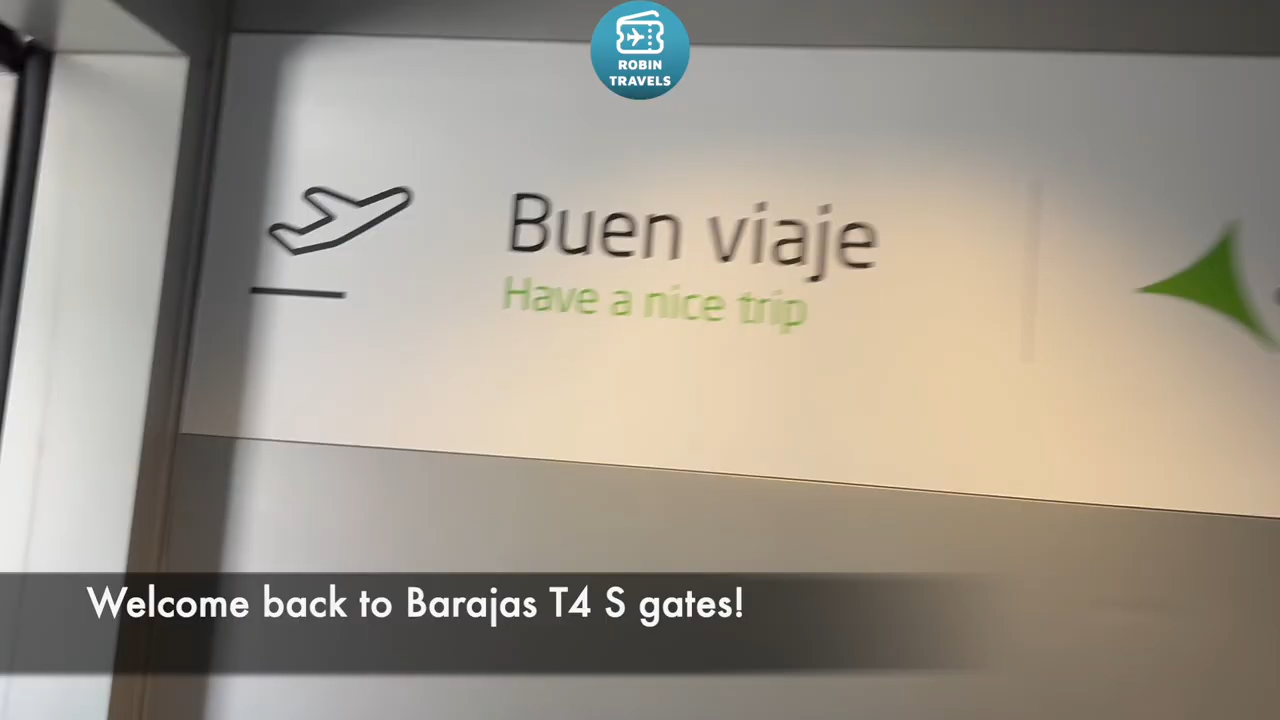 ROBIN
TRAVELS
Buen viaje
Have a nice trip
Welcome back to Barajas T4 S gates!